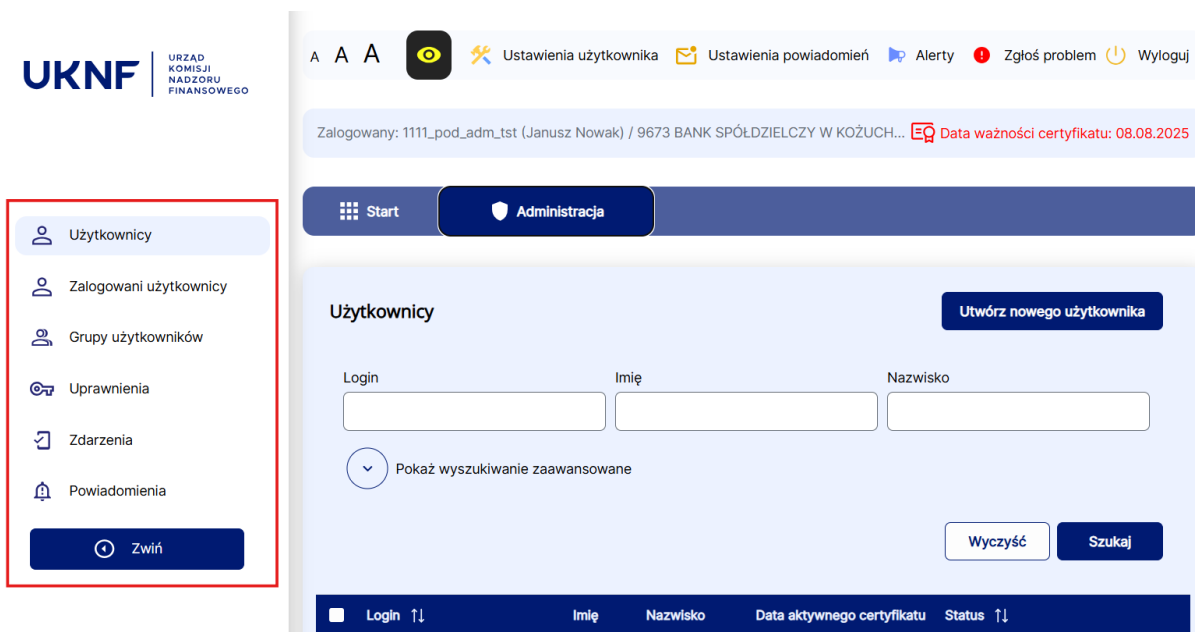 UKNF
URZĄD
KOMISJI
NADZORU
FINANSOWEGO
A A A Ustawienia użytkownika Ustawienia powiadomień Alerty Zgłoś problem Wyloguj
Zalogowany: 1111_pod_adm_tst (Janusz Nowak) / 9673 BANK SPÓŁDZIELCZY W KOŻUCH... Data ważności certyfikatu: 08.08.2025
Użytkownicy
Zalogowani użytkownicy
Grupy użytkowników
Uprawnienia
Zdarzenia
Powiadomienia
Zwiń
Start Administracja
Użytkownicy Utwórz nowego użytkownika
Login Imię Nazwisko
Pokaż wyszukiwanie zaawansowane
Wyczyść Szukaj
Login Imię Nazwisko Data aktywnego certyfikatu Status